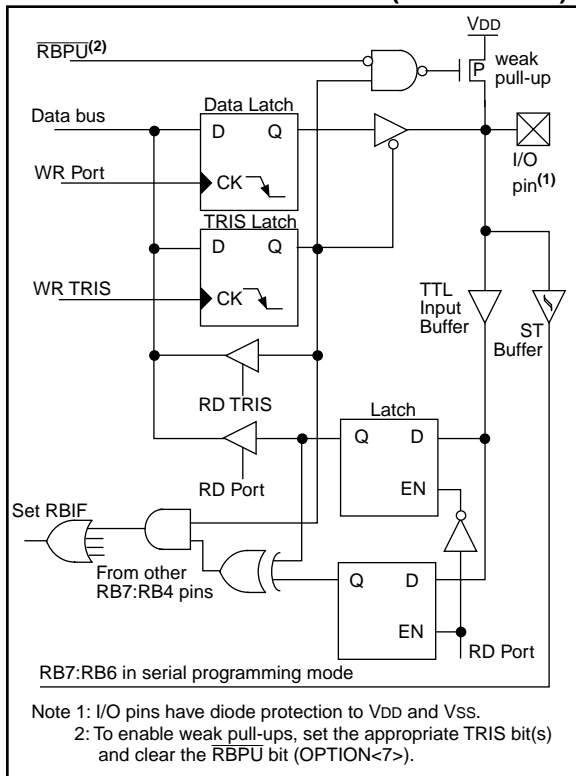 VDD
RBPU(2)
weak
pull-up
P
Data bus
Data Latch
D Q
WR Port
CK
I/O
pin(1)
TRIS Latch
D Q
WR TRIS
CK
TTL
Input
Buffer
ST
Buffer
RD TRIS
Latch
Q D
EN
RD Port
Set RBIF
From other
RB7:RB4 pins
Q D
EN
RD Port
RB7:RB6 in serial programming mode
Note 1: I/O pins have diode protection to VDD and VSS.
2: To enable weak pull-ups, set the appropriate TRIS bit(s)
and clear the RBPU bit (OPTION<7>).